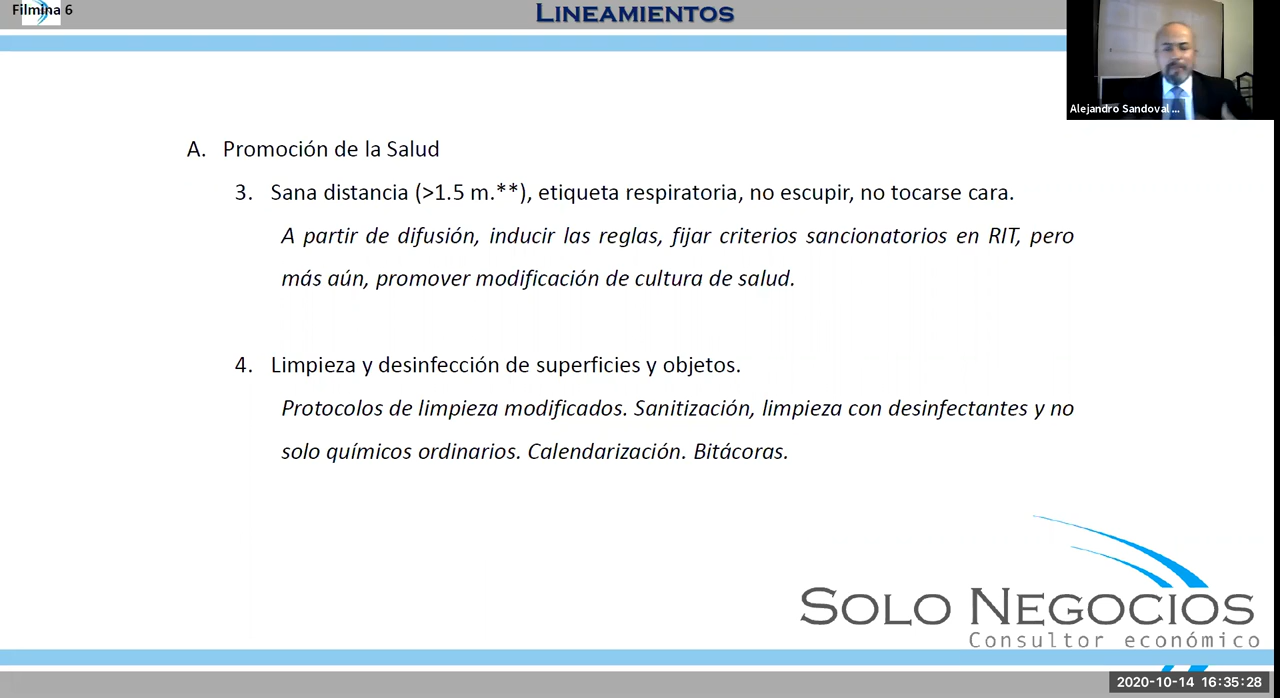 Filmina 6
LINEAMIENTOS
Alejandro Sandoval ...
A. Promoción de la Salud
3. Sana distancia (>1.5 m.**), etiqueta respiratoria, no escupir, no tocarse cara.
A partir de difusión, inducir las reglas, fijar criterios sancionatorios en RIT, pero
más aún, promover modificación de cultura de salud.
4. Limpieza y desinfección de superficies y objetos.
Protocolos de limpieza modificados. Sanitización, limpieza con desinfectantes y no
solo químicos ordinarios. Calendarización. Bitácoras.
SOLO NEGOCIOS
Consultor económico
2020-10-14 16:35:28